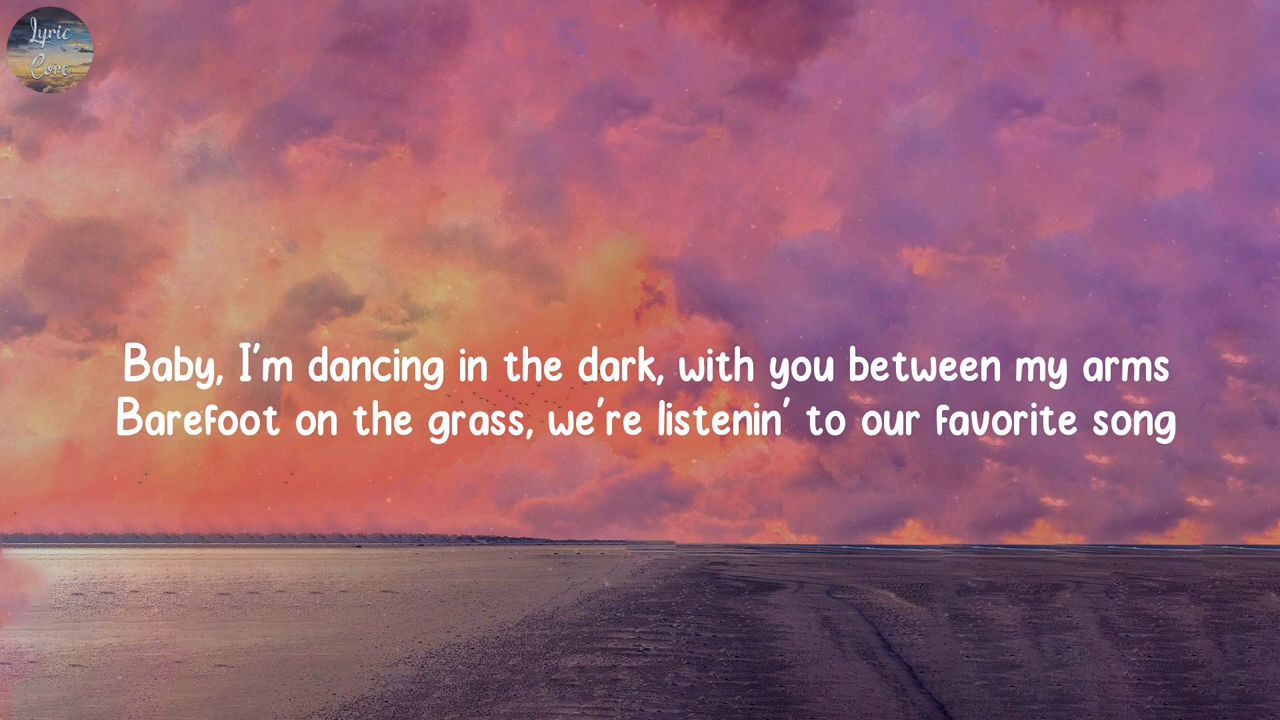 Lyric
Core
Baby, I'm dancing in the dark, with you between my arms
Barefoot on the grass, we're listenin' to our favorite song